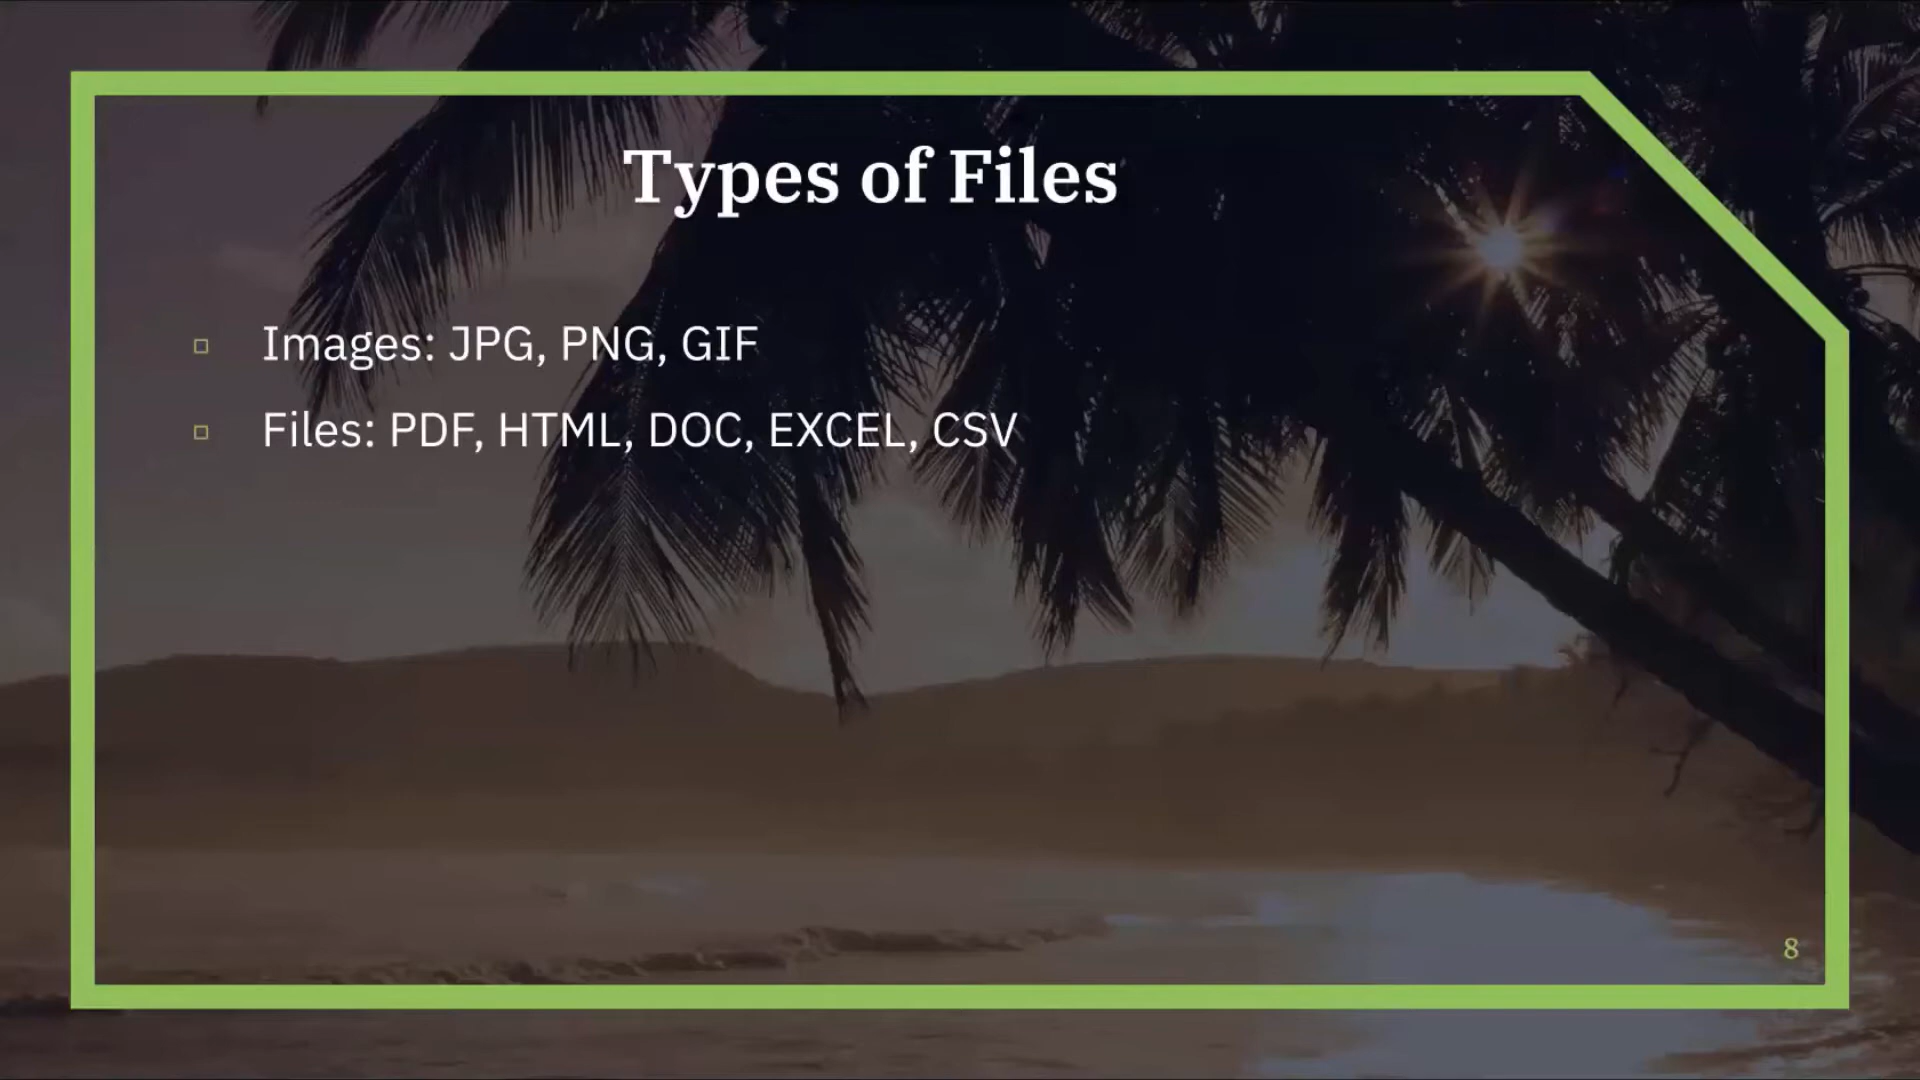 Types of Files
Images: JPG, PNG, GIF
Files: PDF, HTML, DOC, EXCEL, CSV
8